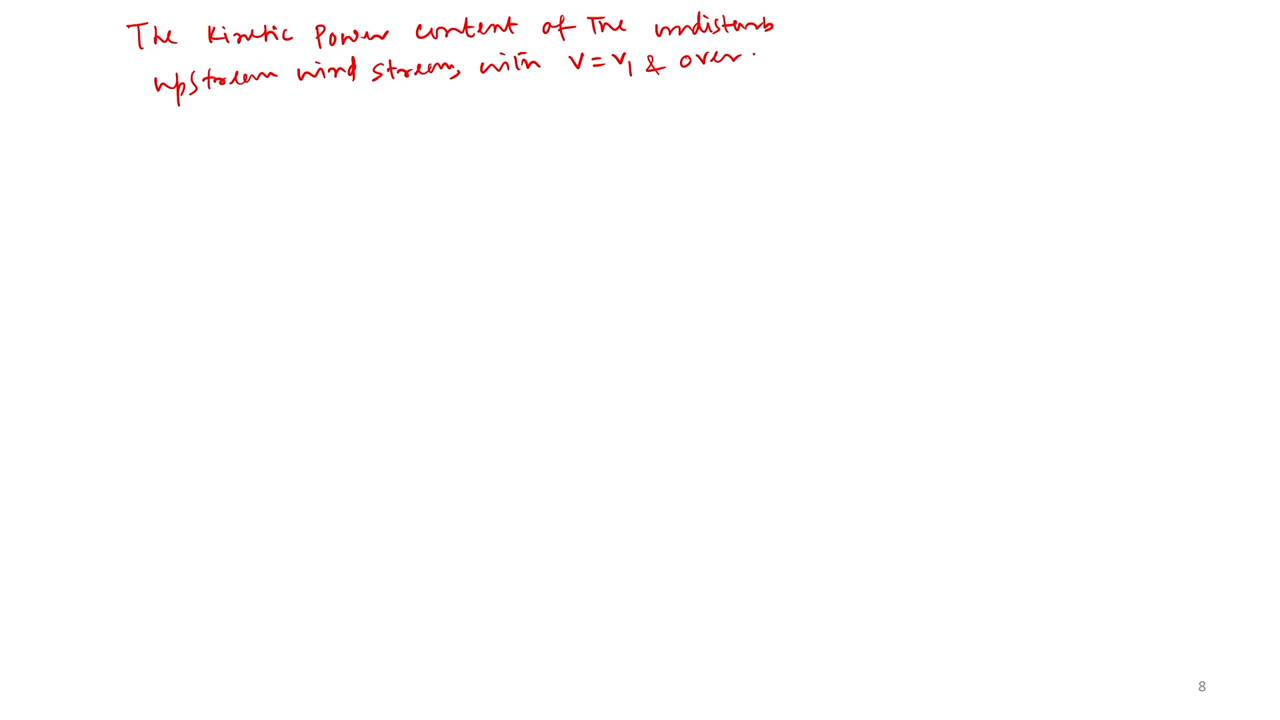 The Kinetic Power content of The undisturb
upstream wind stream, with V = V₁ & over
8